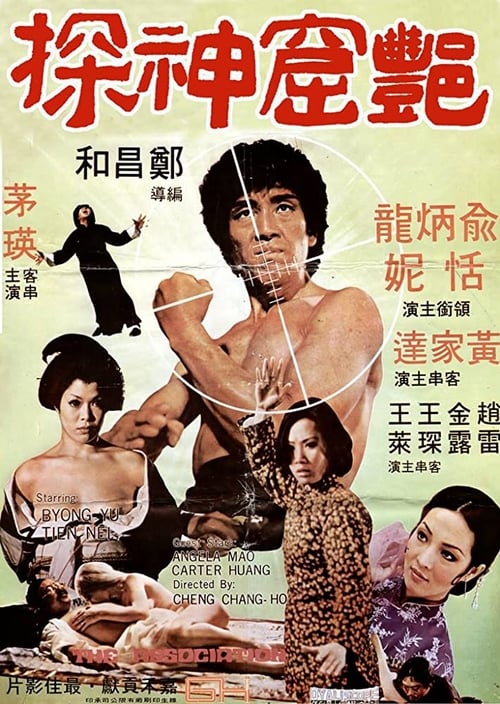 艷窟神探
鄭昌和
編導
茅瑛
客串
主演
俞炳龍
恬妮
領銜主演
黃家達
客串主演
趙雷
金露
王琛
王萊
客串主演
Starring:
BYONG YU
TIEN NEI
Guest Stars:
ANGELA MAO
CARTER HUANG
Directed By:
CHENG CHANG-HO
THE ASSOCIATION
嘉禾貢獻・最佳影片
GH
DYALISCOPE